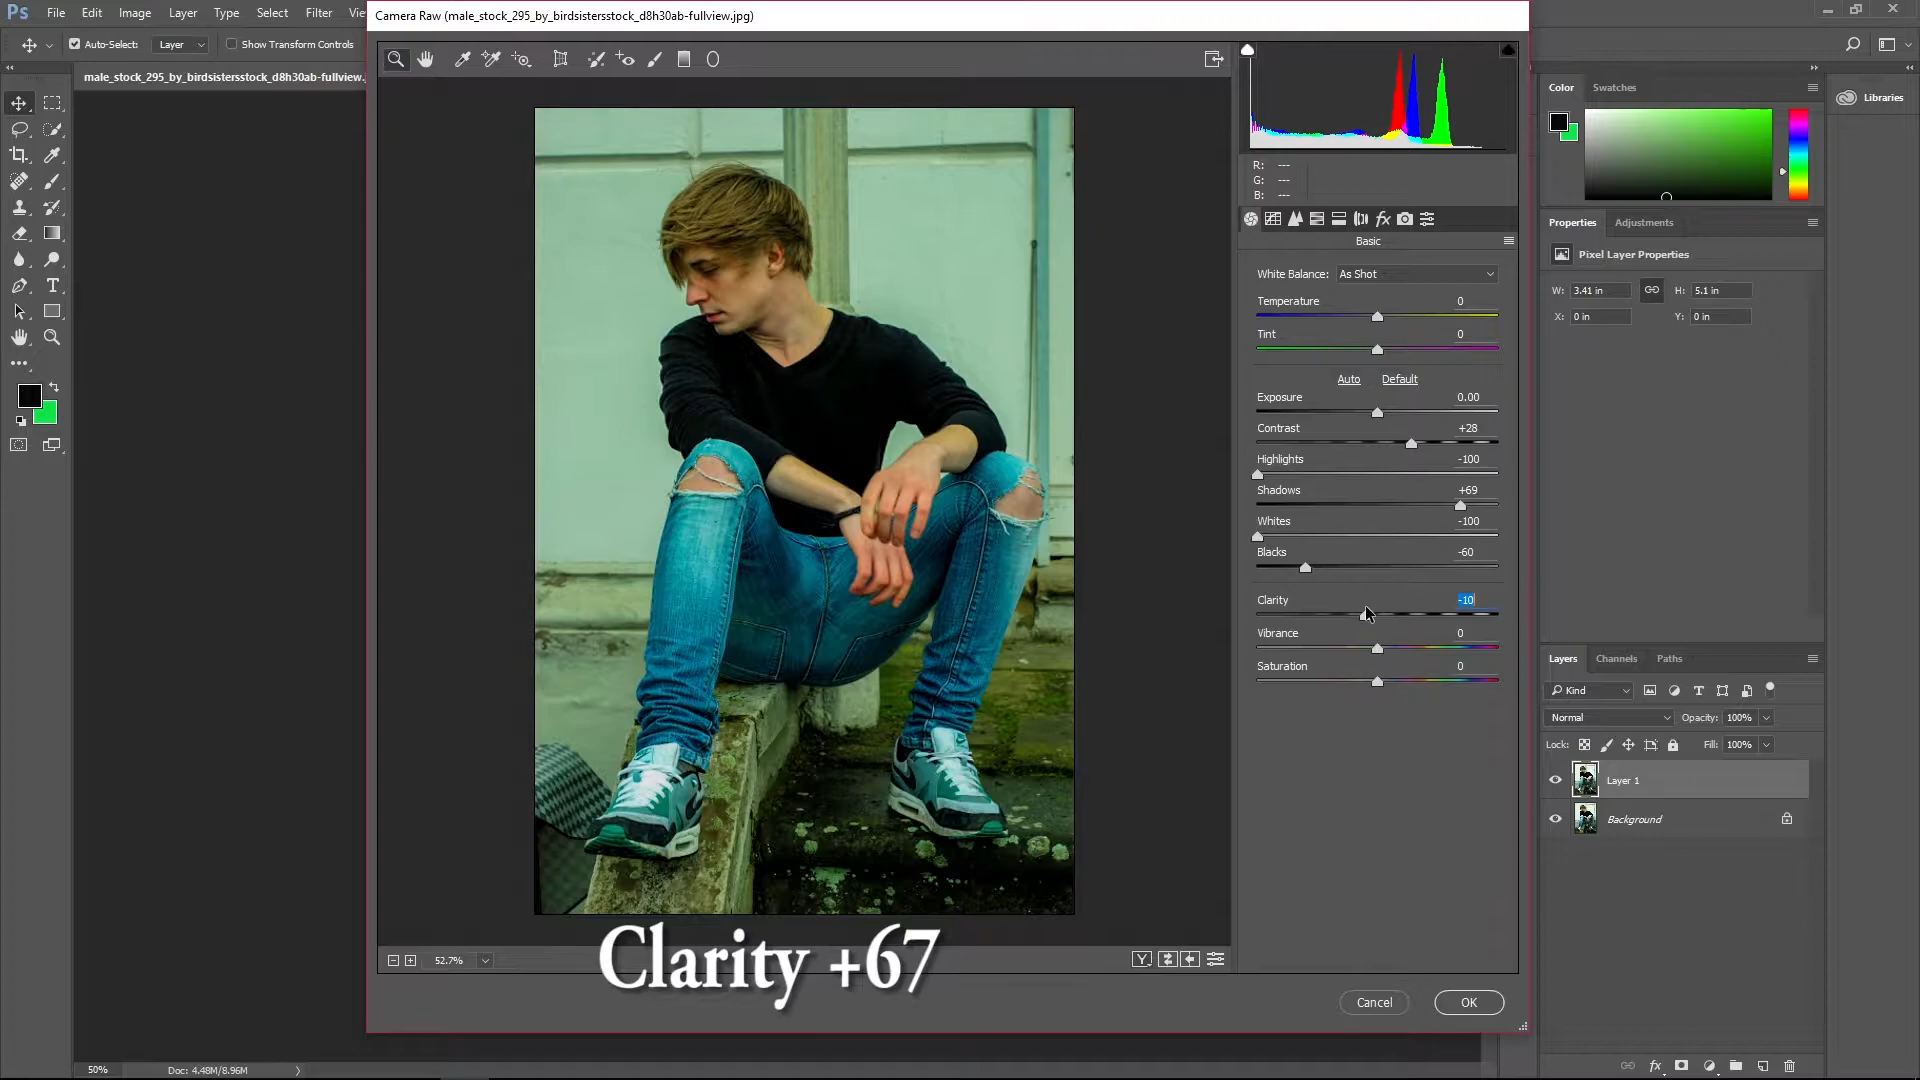 Ps File Edit Image Layer Type Select Filter Vie
Camera Raw (male_stock_295_by_birdsistersstock_d8h30ab-fullview.jpg)
Auto-Select: Layer Show Transform Controls
male_stock_295_by_birdsistersstock_d8h30ab-fullview.j
R: ---
G: ---
B: ---
Basic
White Balance: As Shot
Temperature 0
Tint 0
Auto Default
Exposure 0.00
Contrast +28
Highlights -100
Shadows +69
Whites -100
Blacks -60
Clarity -10
Vibrance 0
Saturation 0
Color Swatches
Libraries
Properties Adjustments
Pixel Layer Properties
W: 3.41 in H: 5.1 in
X: 0 in Y: 0 in
Layers Channels Paths
Kind
Normal Opacity: 100%
Lock: Fill: 100%
Layer 1
Background
52.7%
Clarity +67
Cancel OK
50% Doc: 4.48M/8.96M